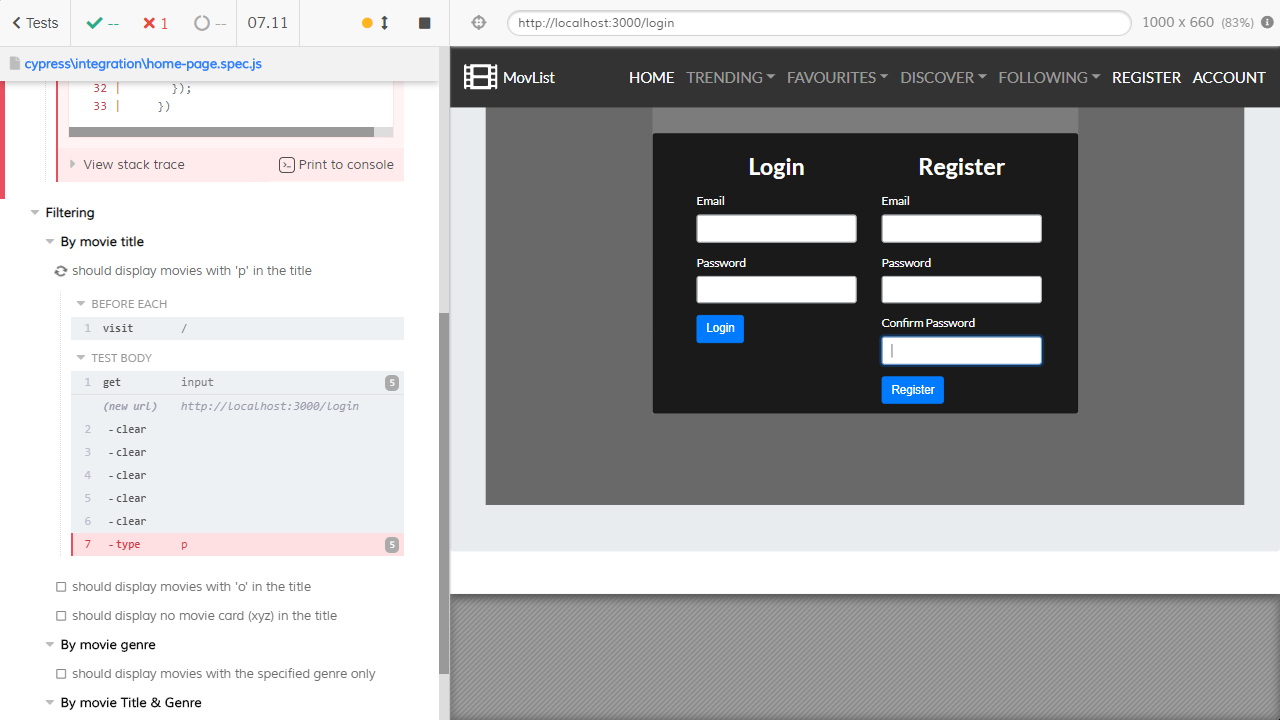 Tests
--
1
--
07.11
http://localhost:3000/login
1000 x 660 (83%)
cypress\integration\home-page.spec.js
32 | });
33 | })
View stack trace
Print to console
Filtering
By movie title
should display movies with 'p' in the title
BEFORE EACH
1 visit /
TEST BODY
1 get input 5
(new url) http://localhost:3000/login
2 -clear
3 -clear
4 -clear
5 -clear
6 -clear
7 -type p 5
should display movies with 'o' in the title
should display no movie card (xyz) in the title
By movie genre
should display movies with the specified genre only
By movie Title & Genre
MovList
HOME
TRENDING
FAVOURITES
DISCOVER
FOLLOWING
REGISTER
ACCOUNT
Login
Email
Password
Login
Register
Email
Password
Confirm Password
Register